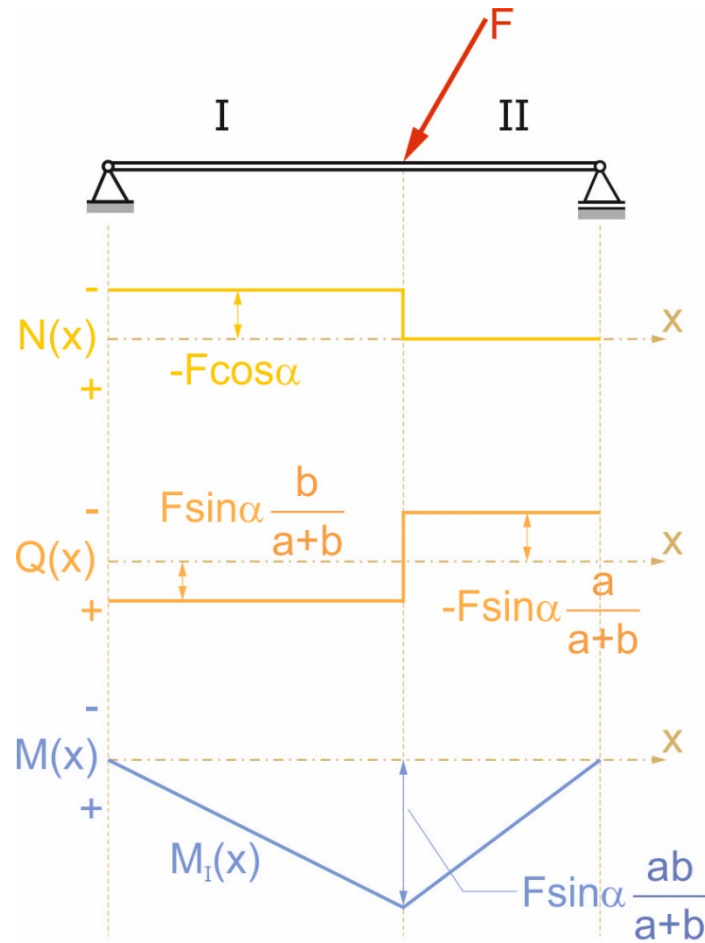 F
I II
-
N(x) x
-Fcosα
+
Fsinα b/(a+b)
-
Q(x) x
+
-Fsinα a/(a+b)
-
M(x) x
+
M_I(x)
Fsinα ab/(a+b)